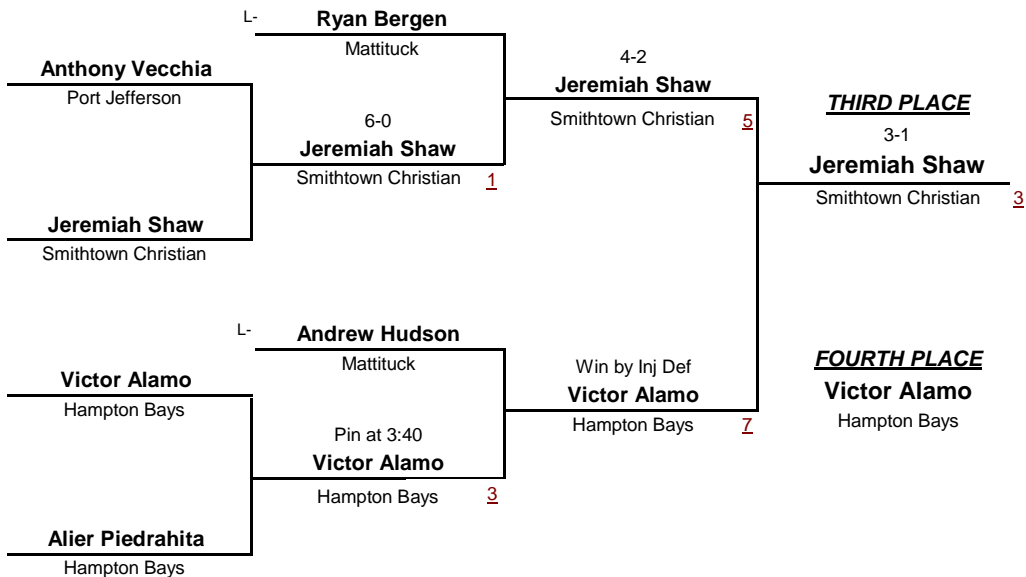 L-
Ryan Bergen
Mattituck
Anthony Vecchia
Port Jefferson
4-2
Jeremiah Shaw
Smithtown Christian 5
THIRD PLACE
3-1
Jeremiah Shaw
Smithtown Christian 3
6-0
Jeremiah Shaw
Smithtown Christian 1
Jeremiah Shaw
Smithtown Christian
L-
Andrew Hudson
Mattituck
Victor Alamo
Hampton Bays
Win by Inj Def
Victor Alamo
Hampton Bays 7
FOURTH PLACE
Victor Alamo
Hampton Bays
Pin at 3:40
Victor Alamo
Hampton Bays 3
Alier Piedrahita
Hampton Bays